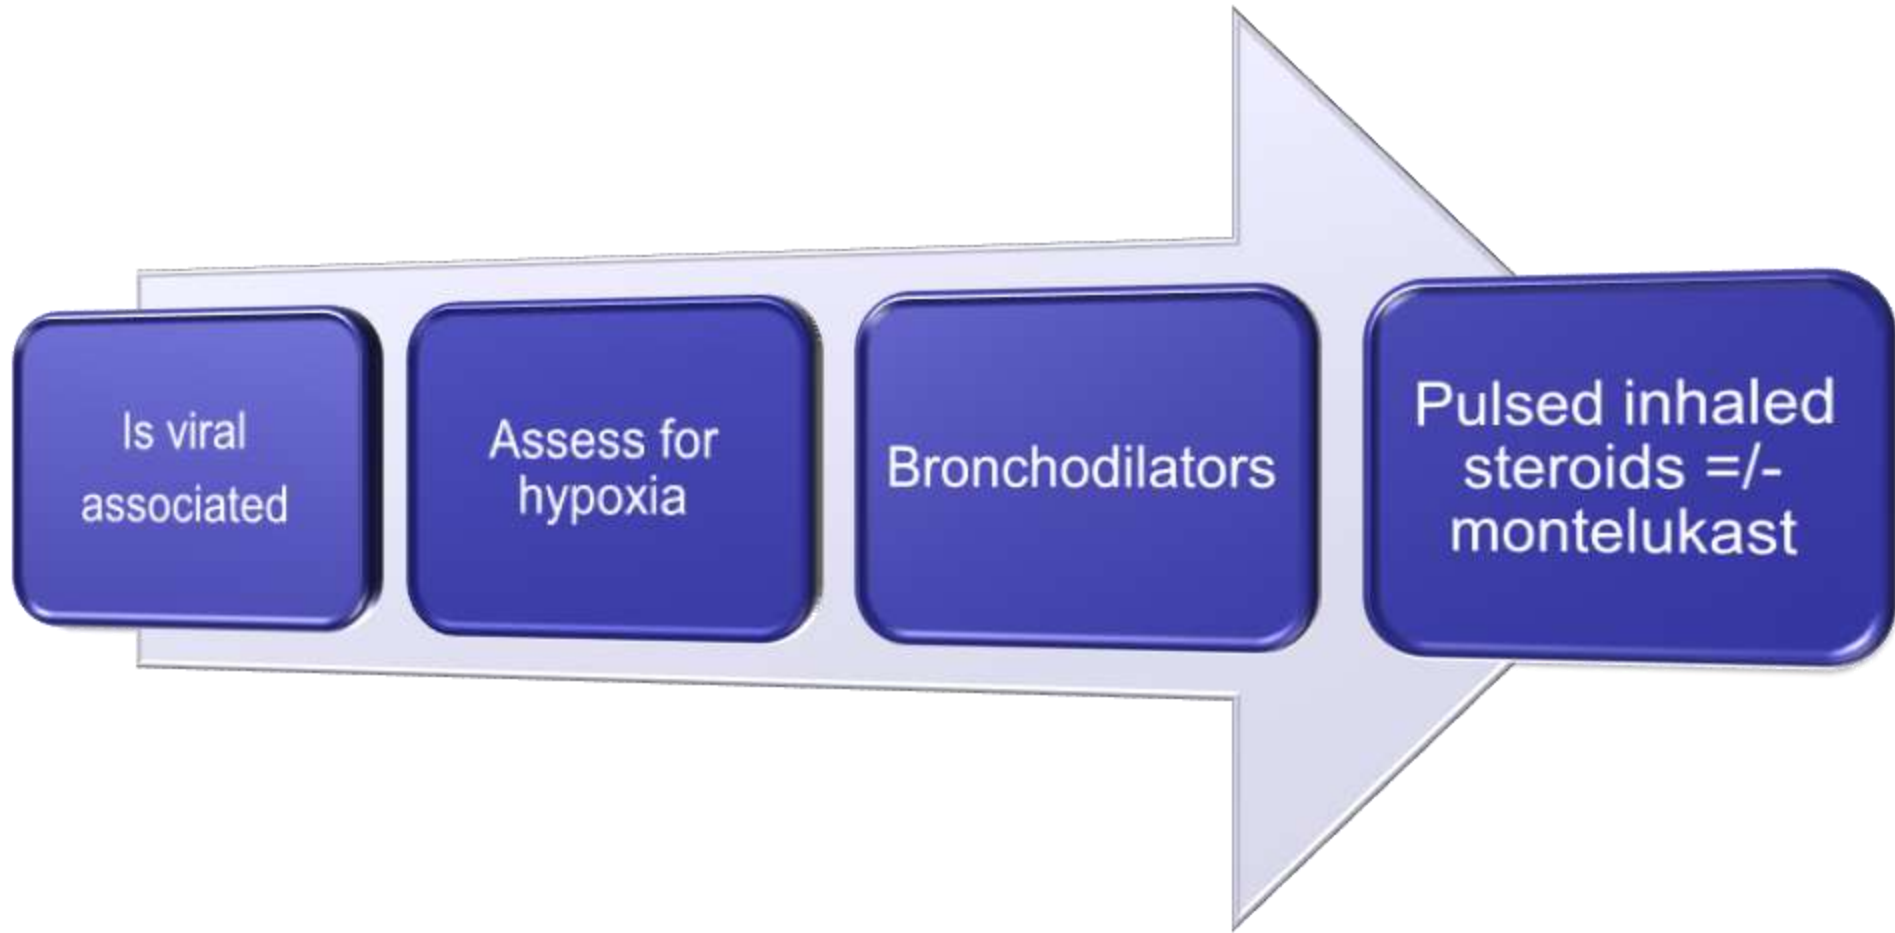 Is viral
associated
Assess for
hypoxia
Bronchodilators
Pulsed inhaled
steroids =/-
montelukast